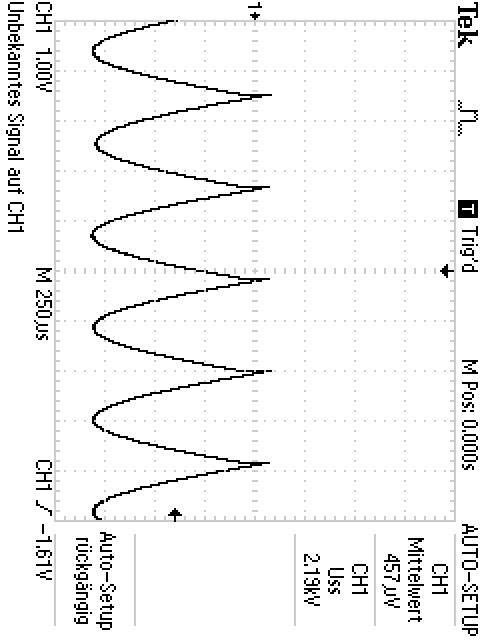 Tek
T Trig'd
M Pos: 0.000s
AUTO-SETUP
CH1
Mittelwert
457µV
CH1
Uss
2.19kV
Auto-Setup
rückgängig
1
CH1 1.00V
M 250µs
CH1 -1.61V
Unbekanntes Signal auf CH1